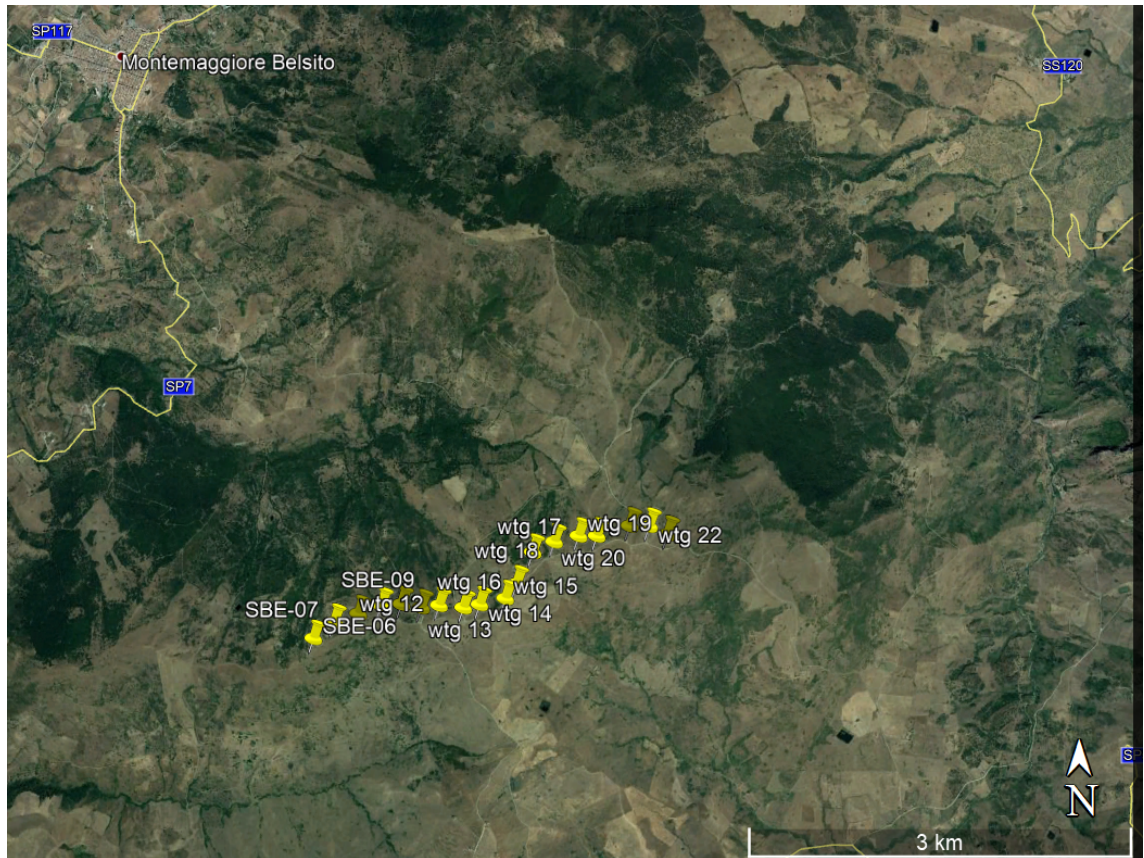 SP117
Montemaggiore Belsito
SS120
SP7
wtg 17
wtg 19
wtg 22
wtg 18
wtg 20
SBE-09
wtg 16
wtg 15
SBE-07
wtg 12
wtg 14
SBE-06
wtg 13
N
3 km